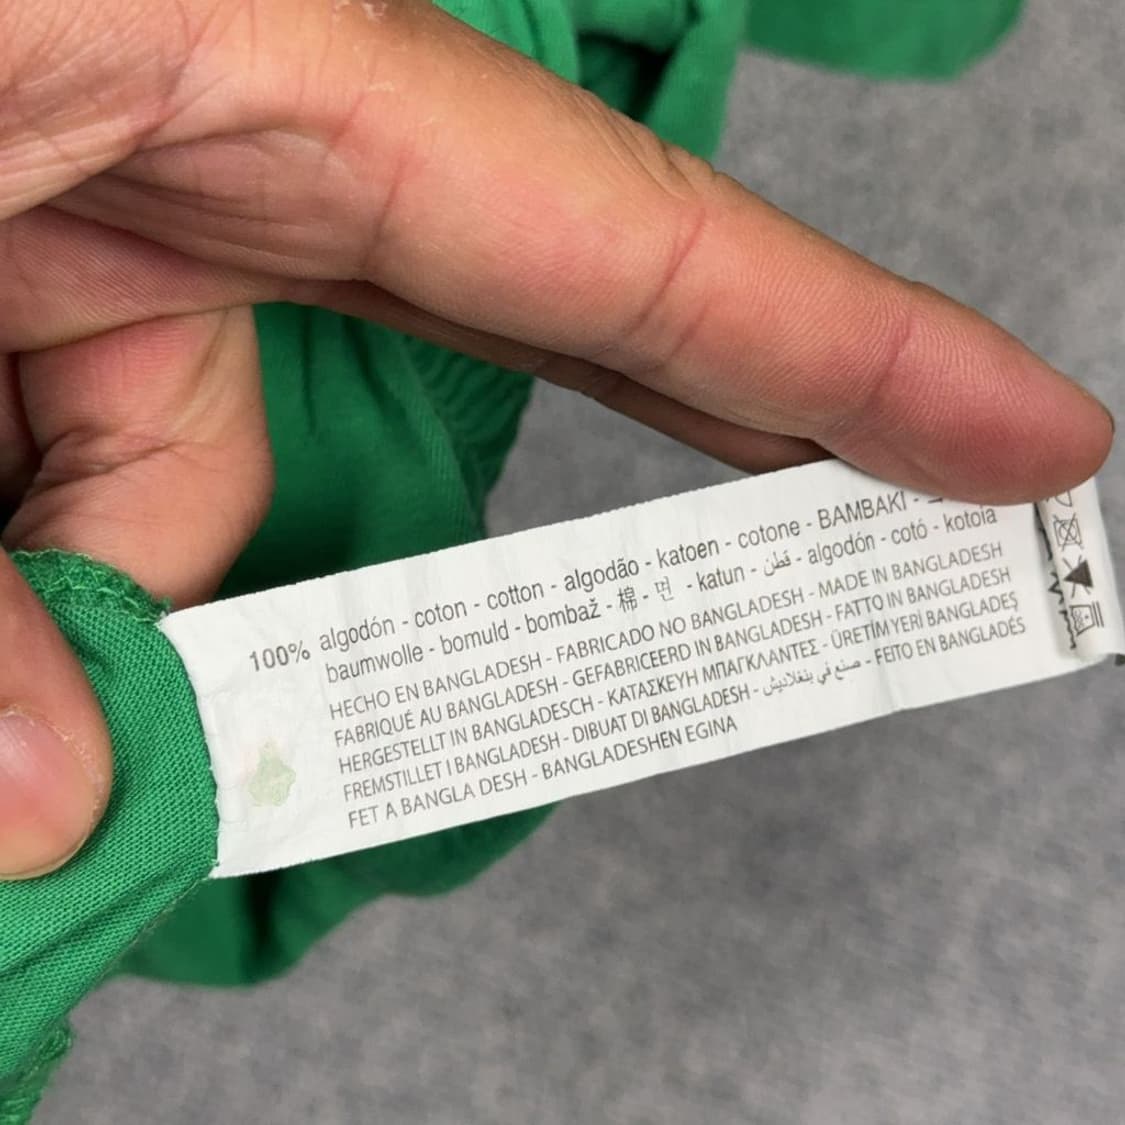 100% algodón - coton - cotton - algodão - katoen - cotone - BAMBAKI -
baumwolle - bomuld - bombaž - 棉 - 면 - katun - قطن - algodón - cotó - kotoia
HECHO EN BANGLADESH - FABRICADO NO BANGLADESH - MADE IN BANGLADESH
FABRIQUÉ AU BANGLADESH - GEFABRICEERD IN BANGLADESH - FATTO IN BANGLADESH
HERGESTELLT IN BANGLADESCH - ΚΑΤΑΣΚΕΥΗ ΜΠΑΓΚΛΑΝΤΕΣ - ÜRETIM YERİ BANGLADEŞ
FREMSTILLET I BANGLADESH - DIBUAT DI BANGLADESH - صنع في بنغلاديش - FEITO EN BANGLADÉS
FET A BANGLA DESH - BANGLADESHEN EGINA